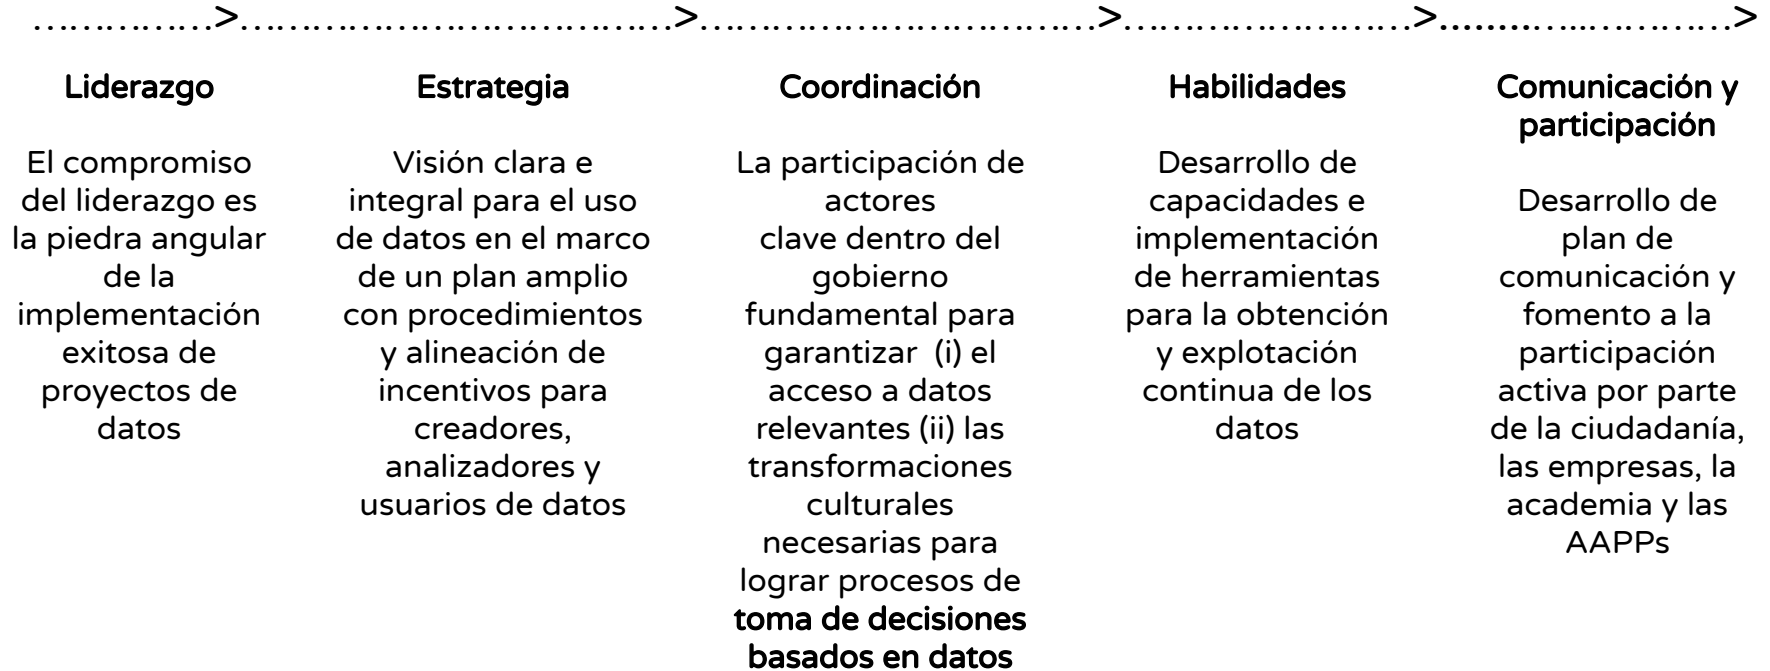 ……………>………………………………>……………………………>……………………>.............…………>
Liderazgo
El compromiso
del liderazgo es
la piedra angular
de la
implementación
exitosa de
proyectos de
datos
Estrategia
Visión clara e
integral para el uso
de datos en el marco
de un plan amplio
con procedimientos
y alineación de
incentivos para
creadores,
analizadores y
usuarios de datos
Coordinación
La participación de
actores
clave dentro del
gobierno
fundamental para
garantizar (i) el
acceso a datos
relevantes (ii) las
transformaciones
culturales
necesarias para
lograr procesos de
toma de decisiones
basados en datos
Habilidades
Desarrollo de
capacidades e
implementación
de herramientas
para la obtención
y explotación
continua de los
datos
Comunicación y
participación
Desarrollo de
plan de
comunicación y
fomento a la
participación
activa por parte
de la ciudadanía,
las empresas, la
academia y las
AAPPs